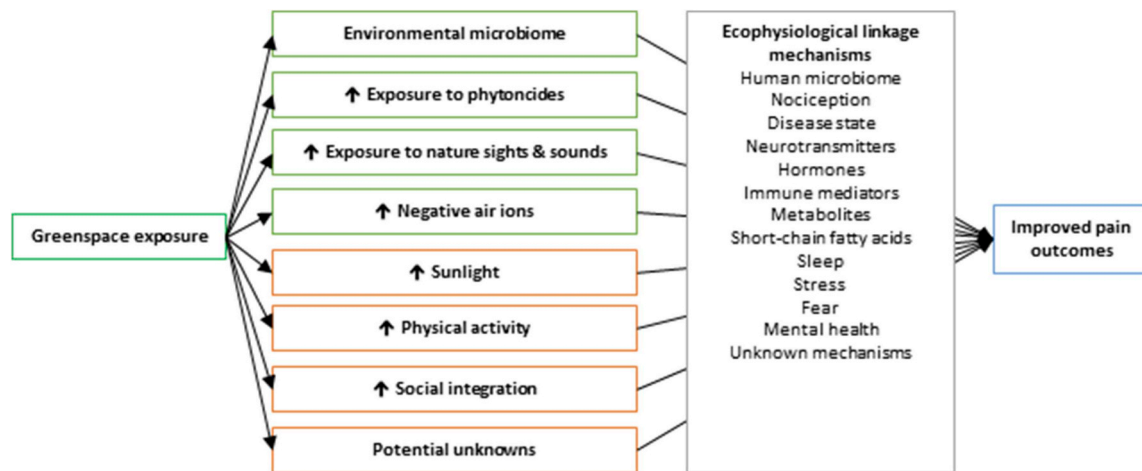 Greenspace exposure
Environmental microbiome
↑ Exposure to phytoncides
↑ Exposure to nature sights & sounds
↑ Negative air ions
↑ Sunlight
↑ Physical activity
↑ Social integration
Potential unknowns
Ecophysiological linkage
mechanisms
Human microbiome
Nociception
Disease state
Neurotransmitters
Hormones
Immune mediators
Metabolites
Short-chain fatty acids
Sleep
Stress
Fear
Mental health
Unknown mechanisms
Improved pain
outcomes